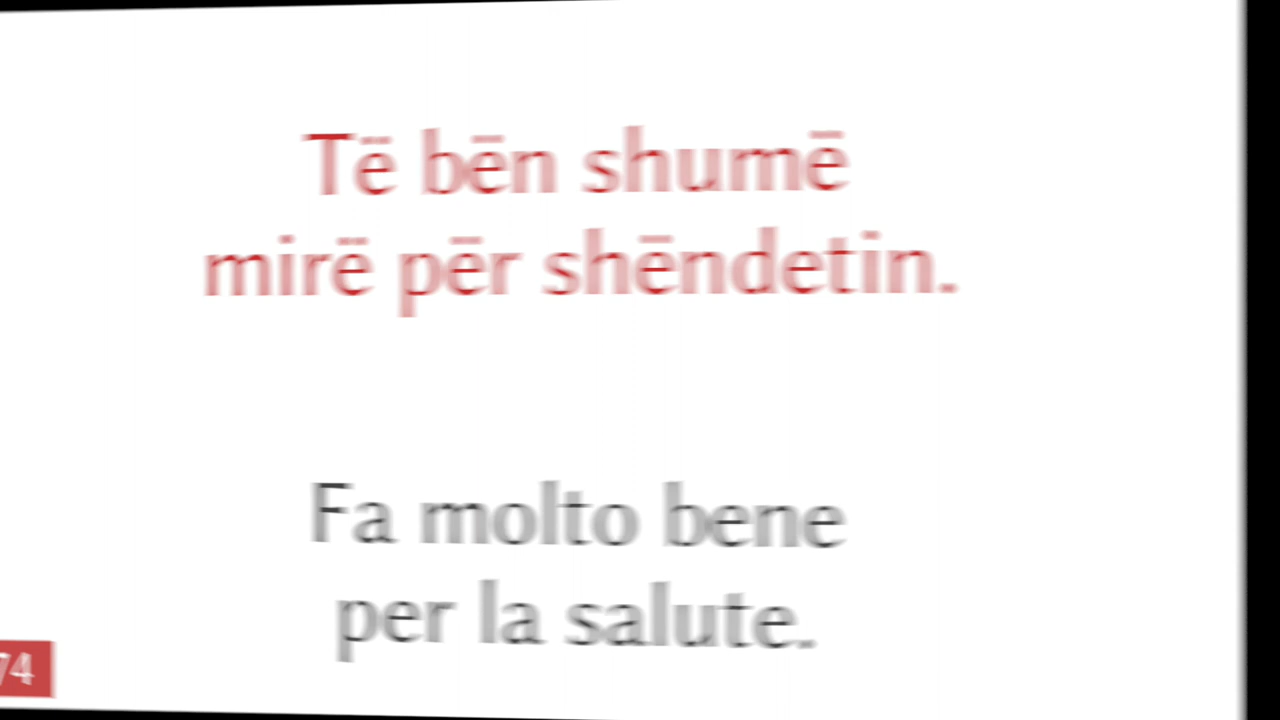 Të bën shumë
mirë për shëndetin.
Fa molto bene
per la salute.
74